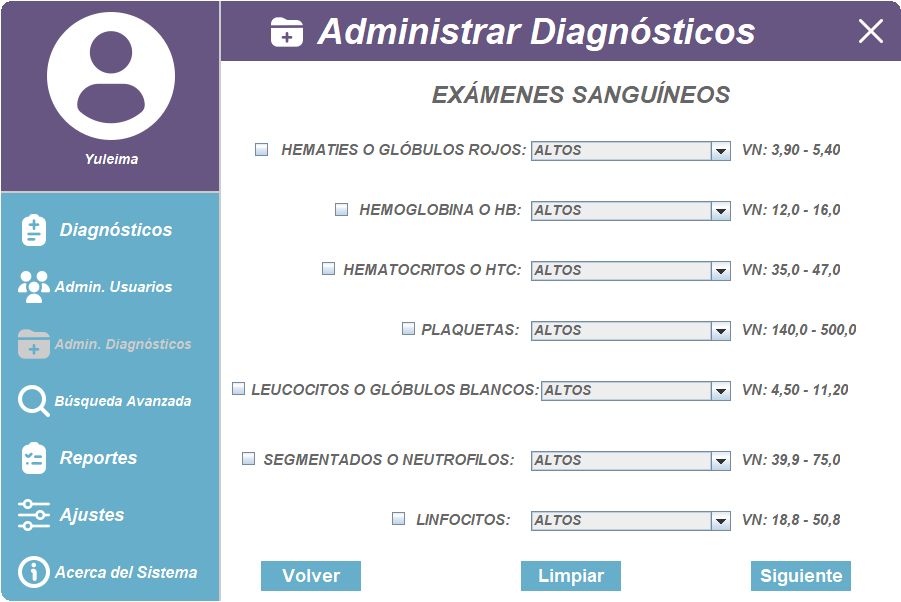 Administrar Diagnósticos
Yuleima
Diagnósticos
Admin. Usuarios
Admin. Diagnósticos
Búsqueda Avanzada
Reportes
Ajustes
Acerca del Sistema
EXÁMENES SANGUÍNEOS
HEMATIES O GLÓBULOS ROJOS: ALTOS VN: 3,90 - 5,40
HEMOGLOBINA O HB: ALTOS VN: 12,0 - 16,0
HEMATOCRITOS O HTC: ALTOS VN: 35,0 - 47,0
PLAQUETAS: ALTOS VN: 140,0 - 500,0
LEUCOCITOS O GLÓBULOS BLANCOS: ALTOS VN: 4,50 - 11,20
SEGMENTADOS O NEUTROFILOS: ALTOS VN: 39,9 - 75,0
LINFOCITOS: ALTOS VN: 18,8 - 50,8
Volver Limpiar Siguiente